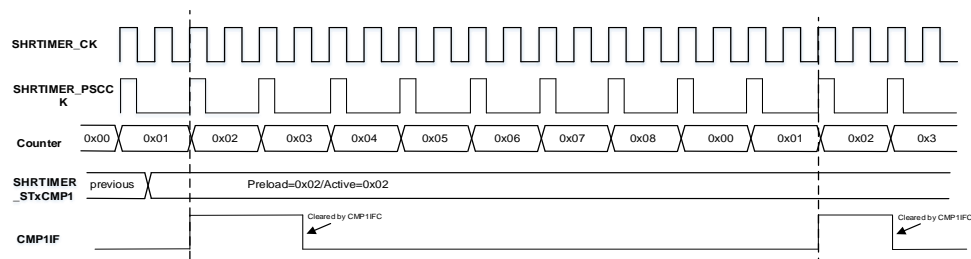 SHRTIMER_CK
SHRTIMER_PSCC
K
Counter 0x00 0x01 0x02 0x03 0x04 0x05 0x06 0x07 0x08 0x00 0x01 0x02 0x3
SHRTIMER
_STxCMP1
previous Preload=0x02/Active=0x02
Cleared by CMP1IFC Cleared by CMP1IFC
CMP1IF